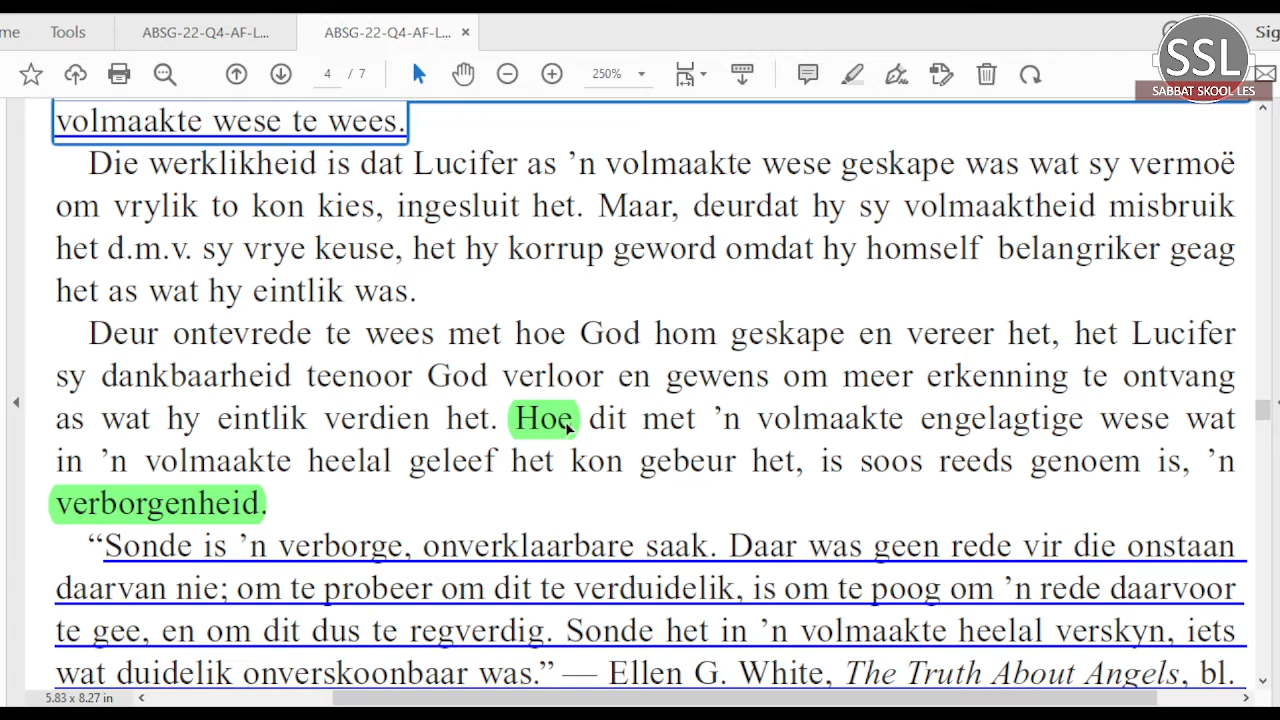 me Tools ABSG-22-Q4-AF-L... ABSG-22-Q4-AF-L... × Sig
4 / 7 250%
SSL
SABBAT SKOOL LES
volmaakte wese te wees.
Die werklikheid is dat Lucifer as ’n volmaakte wese geskape was wat sy vermoë
om vrylik to kon kies, ingesluit het. Maar, deurdat hy sy volmaaktheid misbruik
het d.m.v. sy vrye keuse, het hy korrup geword omdat hy homself belangriker geag
het as wat hy eintlik was.
Deur ontevrede te wees met hoe God hom geskape en vereer het, het Lucifer
sy dankbaarheid teenoor God verloor en gewens om meer erkenning te ontvang
as wat hy eintlik verdien het. Hoe dit met ’n volmaakte engelagtige wese wat
in ’n volmaakte heelal geleef het kon gebeur het, is soos reeds genoem is, ’n
verborgenheid.
“Sonde is ’n verborge, onverklaarbare saak. Daar was geen rede vir die onstaan
daarvan nie; om te probeer om dit te verduidelik, is om te poog om ’n rede daarvoor
te gee, en om dit dus te regverdig. Sonde het in ’n volmaakte heelal verskyn, iets
wat duidelik onverskoonbaar was.” — Ellen G. White, The Truth About Angels, bl.
5.83 x 8.27 in